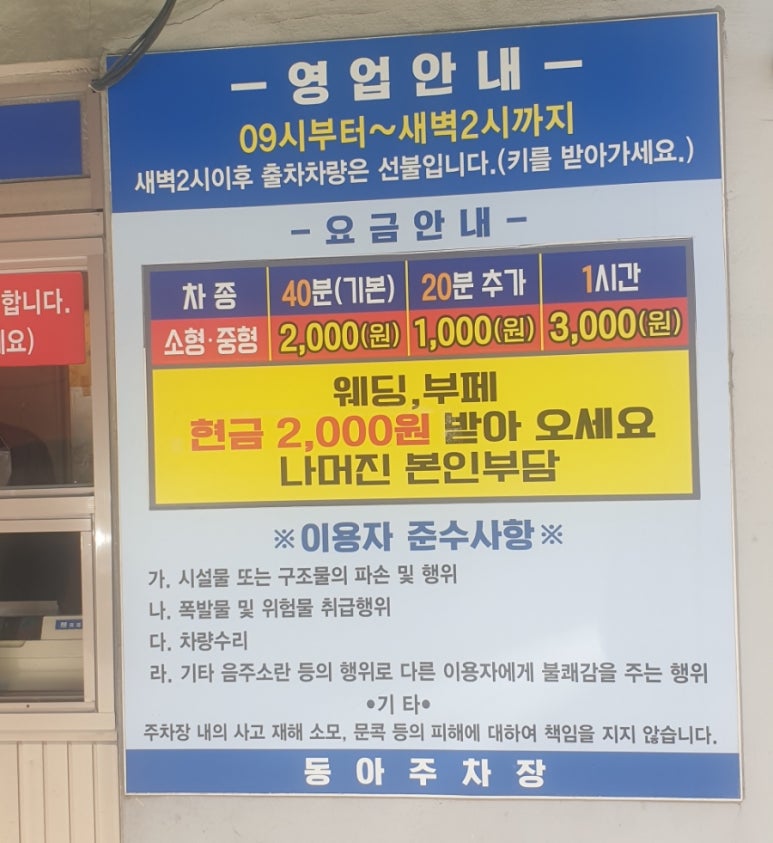 - 영업안내 -
09시부터~새벽2시까지
새벽2시이후 출차차량은 선불입니다.(키를 받아가세요.)
- 요금안내 -
차종 40분(기본) 20분 추가 1시간
소형·중형 2,000(원) 1,000(원) 3,000(원)
웨딩,부페
현금 2,000원 받아 오세요
나머진 본인부담
※이용자 준수사항※
가. 시설물 또는 구조물의 파손 및 행위
나. 폭발물 및 위험물 취급행위
다. 차량수리
라. 기타 음주소란 등의 행위로 다른 이용자에게 불쾌감을 주는 행위
•기 타•
주차장 내의 사고 재해 소모, 문콕 등의 피해에 대하여 책임을 지지 않습니다.
동아주차장
합니다.
요)